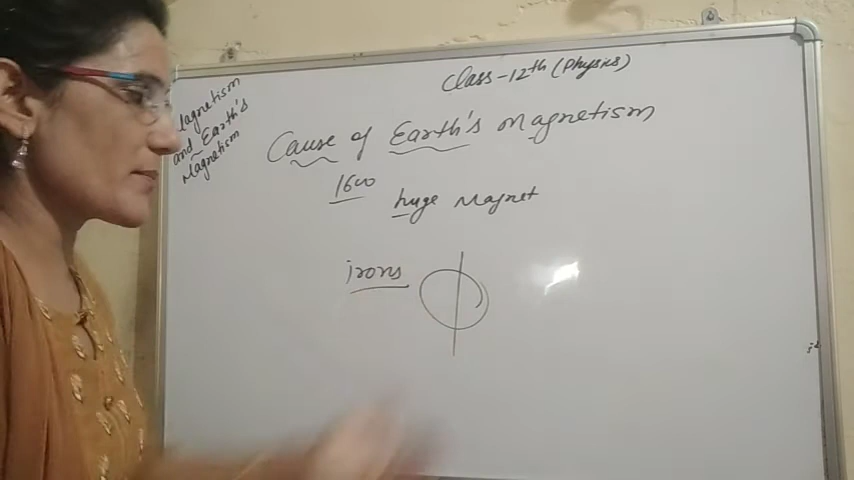 Class-12th (Physics)
Magnetism
and Earth's
Magnetism
Cause of Earth's Magnetism
1600
huge Magnet
irons